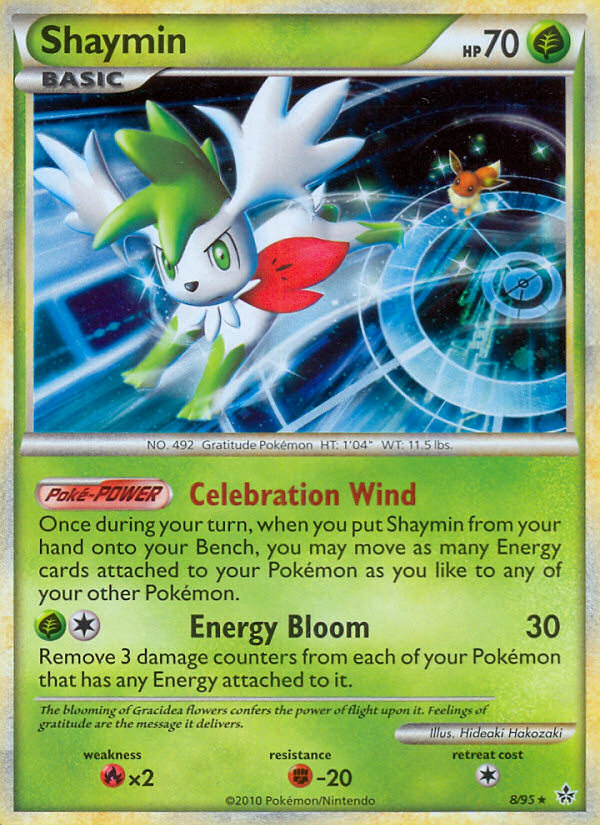 Shaymin
HP70
BASIC
NO. 492 Gratitude Pokémon HT: 1'04" WT: 11.5 lbs.
Poké-POWER Celebration Wind
Once during your turn, when you put Shaymin from your
hand onto your Bench, you may move as many Energy
cards attached to your Pokémon as you like to any of
your other Pokémon.
Energy Bloom 30
Remove 3 damage counters from each of your Pokémon
that has any Energy attached to it.
The blooming of Gracidea flowers confers the power of flight upon it. Feelings of
gratitude are the message it delivers.
Illus. Hideaki Hakozaki
weakness resistance retreat cost
×2 -20
©2010 Pokémon/Nintendo 8/95 ★